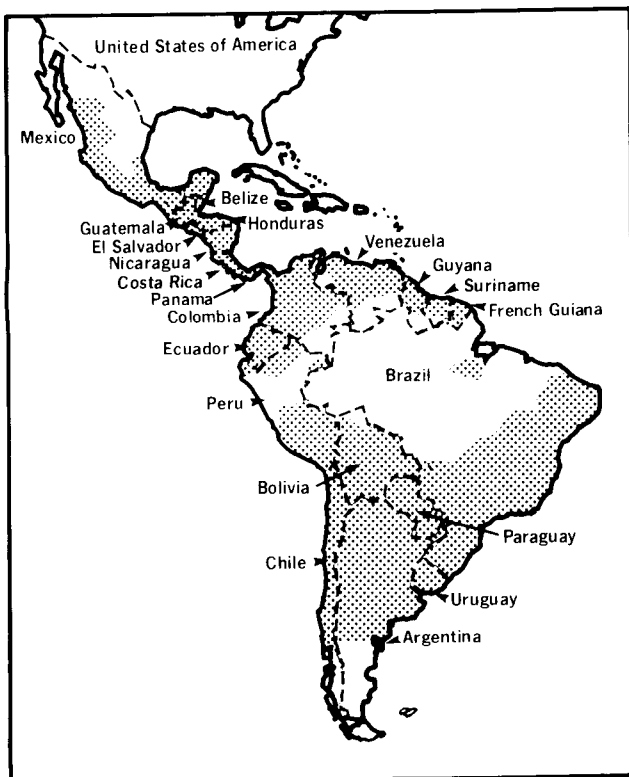 United States of America
Mexico
Belize
Guatemala
Honduras
El Salvador
Nicaragua
Venezuela
Costa Rica
Guyana
Panama
Suriname
Colombia
French Guiana
Ecuador
Brazil
Peru
Bolivia
Paraguay
Chile
Uruguay
Argentina